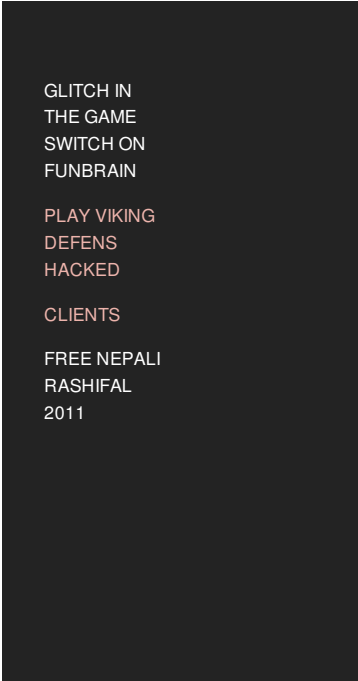 GLITCH IN
THE GAME
SWITCH ON
FUNBRAIN
PLAY VIKING
DEFENS
HACKED
CLIENTS
FREE NEPALI
RASHIFAL
2011